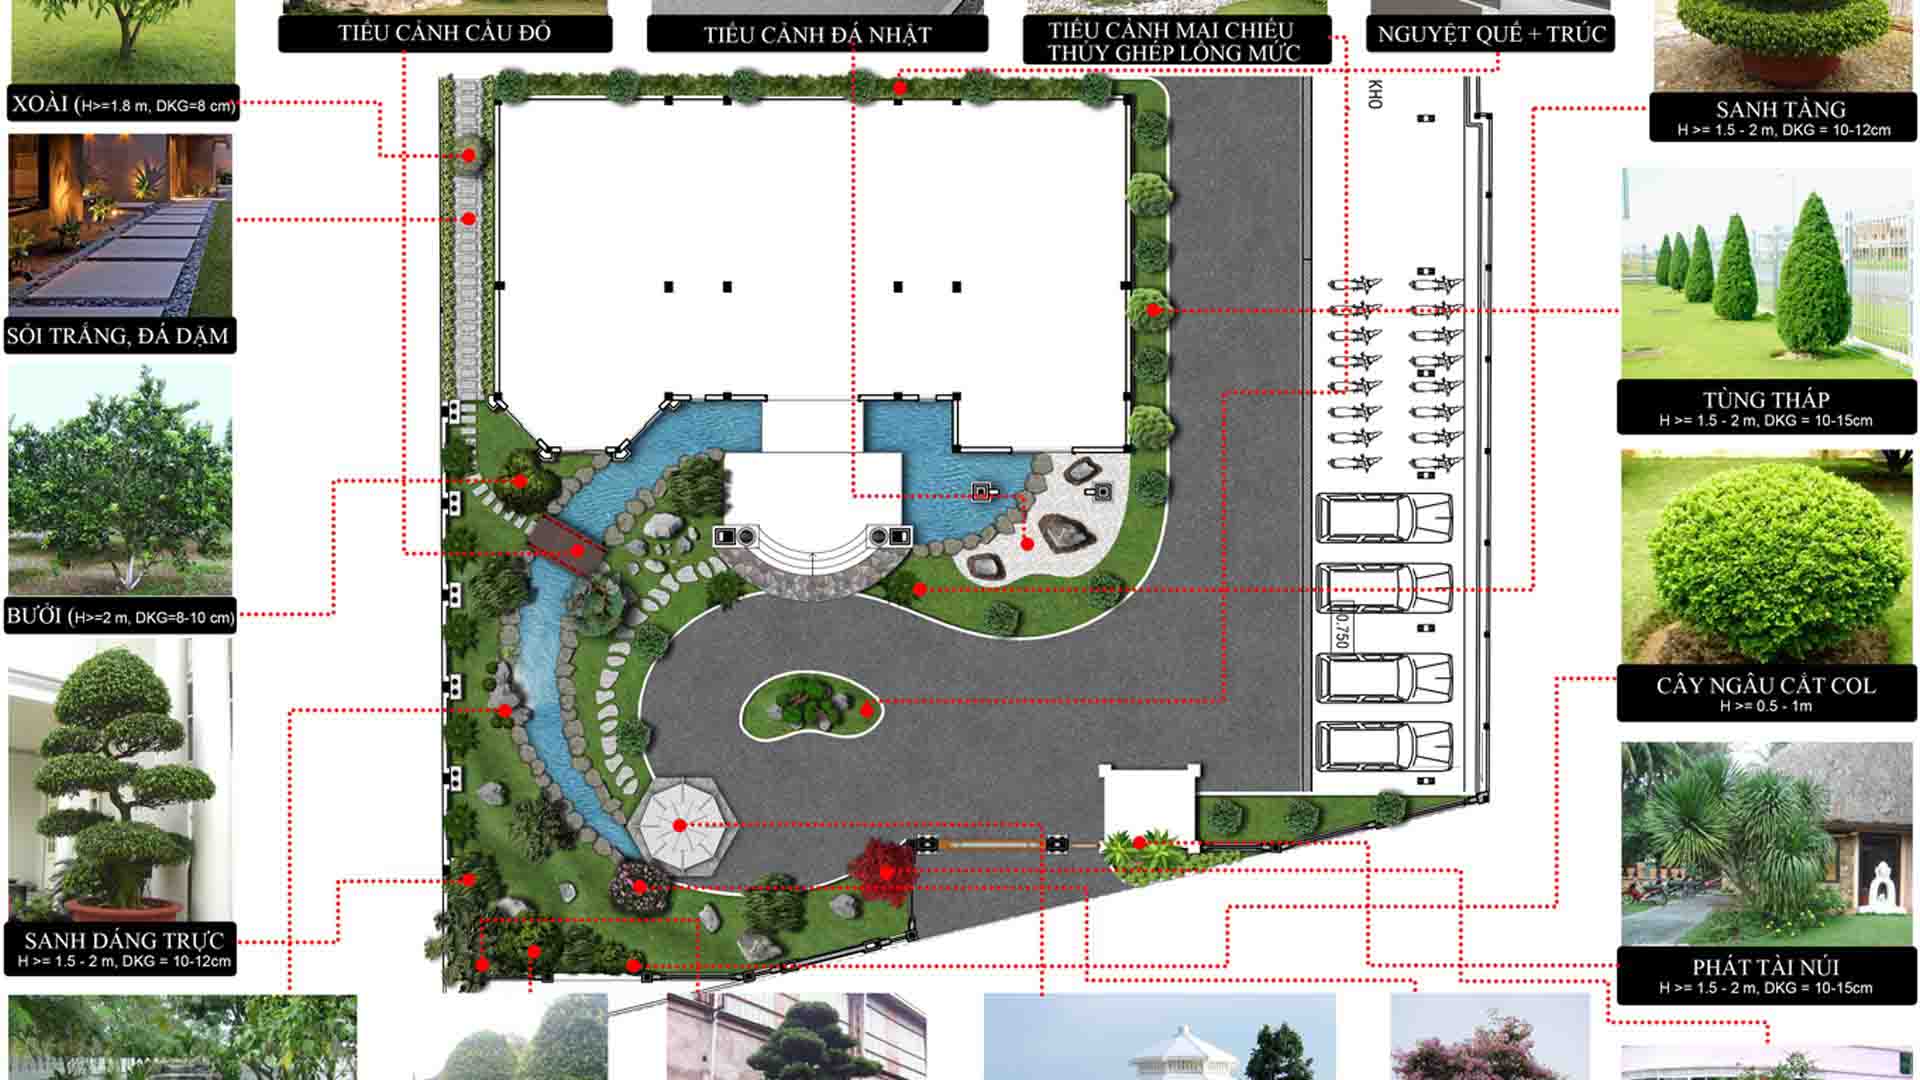 TIỂU CẢNH CẦU ĐỎ
TIỂU CẢNH ĐÁ NHẬT
TIỂU CẢNH MAI CHIẾU
THỦY GHÉP LÔNG MỨC
NGUYỆT QUẾ + TRÚC
XOÀI (H>=1.8 m, DKG=8 cm)
KHO
SANH TẢNG
H >= 1.5 - 2 m, DKG = 10-12cm
SỎI TRẮNG, ĐÁ DẶM
TÙNG THÁP
H >= 1.5 - 2 m, DKG = 10-15cm
BƯỞI (H>=2 m, DKG=8-10 cm)
0.750
CÂY NGÂU CẮT COL
H >= 0.5 - 1m
SANH DÁNG TRỰC
H >= 1.5 - 2 m, DKG = 10-12cm
PHÁT TÀI NÚI
H >= 1.5 - 2 m, DKG = 10-15cm